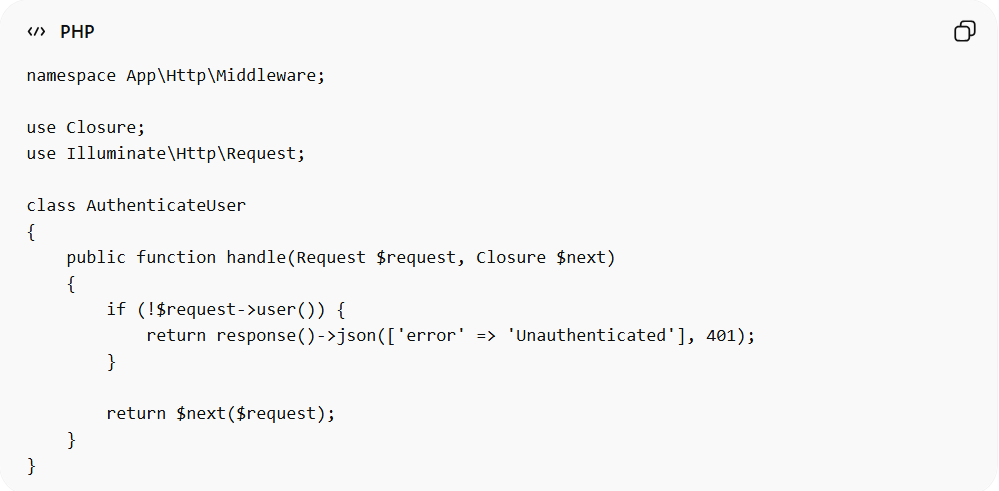 PHP
namespace App\Http\Middleware;
use Closure;
use Illuminate\Http\Request;
class AuthenticateUser
{
    public function handle(Request $request, Closure $next)
    {
        if (!$request->user()) {
            return response()->json(['error' => 'Unauthenticated'], 401);
        }
        return $next($request);
    }
}